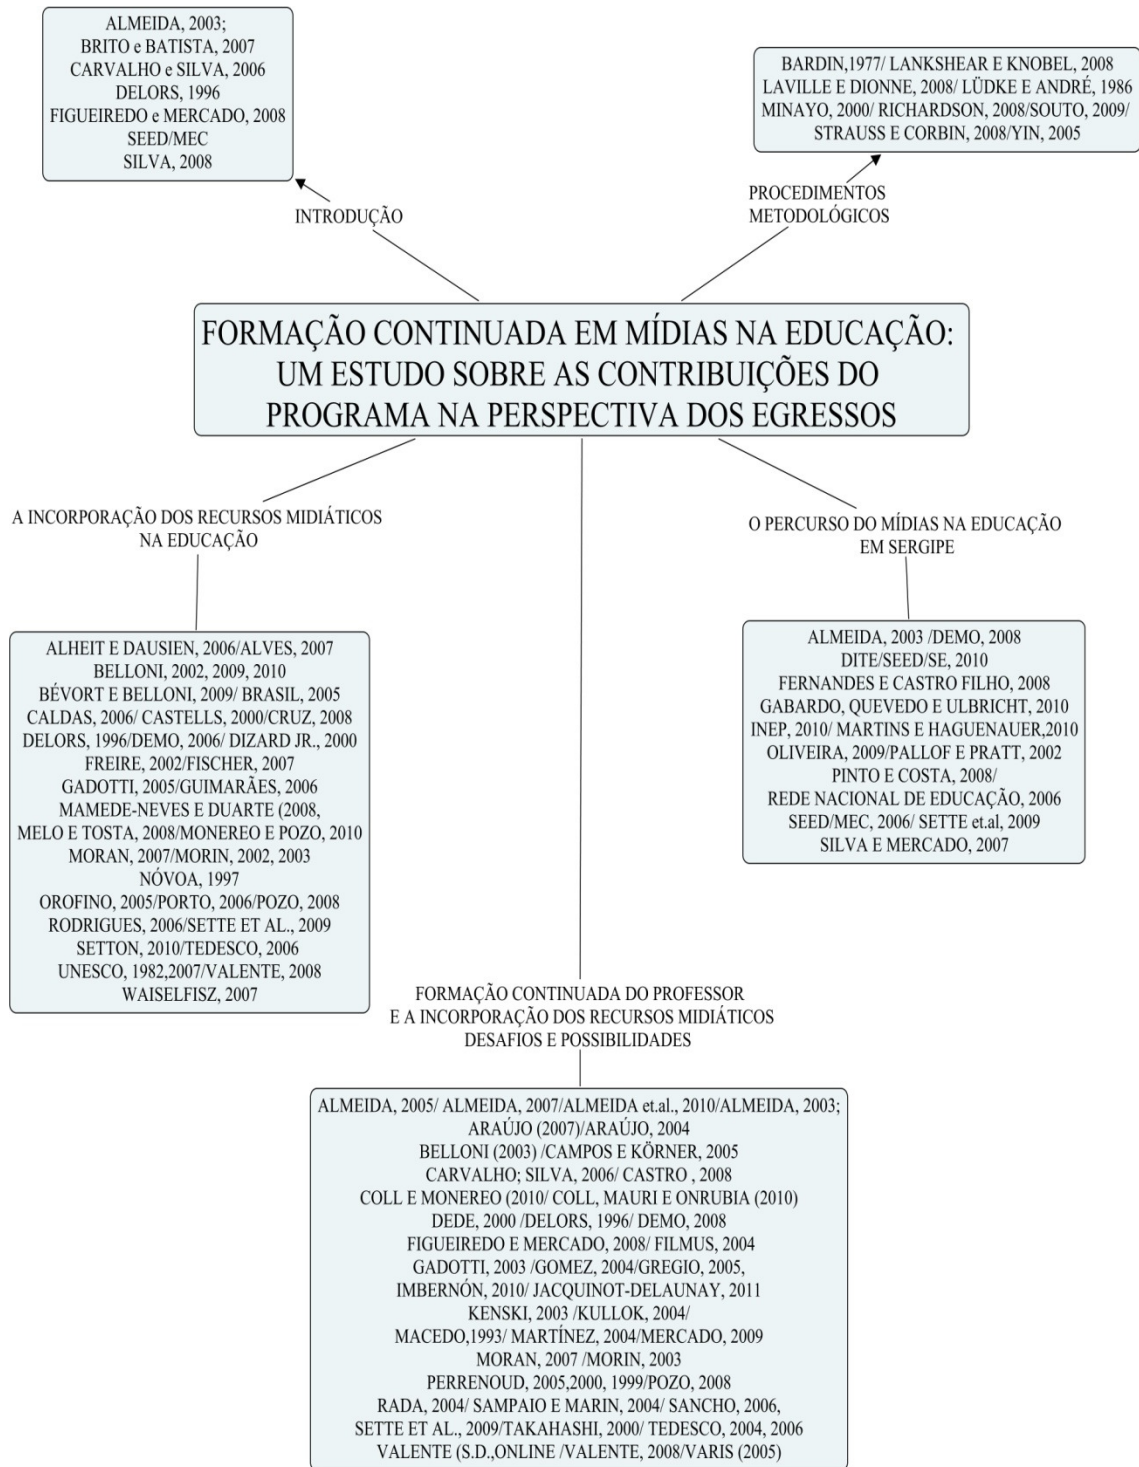 ALMEIDA, 2003;
BRITO e BATISTA, 2007
CARVALHO e SILVA, 2006
DELORS, 1996
FIGUEIREDO e MERCADO, 2008
SEED/MEC
SILVA, 2008
BARDIN,1977/ LANKSHEAR E KNOBEL, 2008
LAVILLE E DIONNE, 2008/ LÜDKE E ANDRÉ, 1986
MINAYO, 2000/ RICHARDSON, 2008/SOUTO, 2009/
STRAUSS E CORBIN, 2008/YIN, 2005
INTRODUÇÃO
PROCEDIMENTOS
METODOLÓGICOS
FORMAÇÃO CONTINUADA EM MÍDIAS NA EDUCAÇÃO:
UM ESTUDO SOBRE AS CONTRIBUIÇÕES DO
PROGRAMA NA PERSPECTIVA DOS EGRESSOS
A INCORPORAÇÃO DOS RECURSOS MIDIÁTICOS
NA EDUCAÇÃO
O PERCURSO DO MÍDIAS NA EDUCAÇÃO
EM SERGIPE
ALHEIT E DAUSIEN, 2006/ALVES, 2007
BELLONI, 2002, 2009, 2010
BÉVORT E BELLONI, 2009/ BRASIL, 2005
CALDAS, 2006/ CASTELLS, 2000/CRUZ, 2008
DELORS, 1996/DEMO, 2006/ DIZARD JR., 2000
FREIRE, 2002/FISCHER, 2007
GADOTTI, 2005/GUIMARÃES, 2006
MAMEDE-NEVES E DUARTE (2008,
MELO E TOSTA, 2008/MONEREO E POZO, 2010
MORAN, 2007/MORIN, 2002, 2003
NÓVOA, 1997
OROFINO, 2005/PORTO, 2006/POZO, 2008
RODRIGUES, 2006/SETTE ET AL., 2009
SETTON, 2010/TEDESCO, 2006
UNESCO, 1982,2007/VALENTE, 2008
WAISELFISZ, 2007
ALMEIDA, 2003 /DEMO, 2008
DITE/SEED/SE, 2010
FERNANDES E CASTRO FILHO, 2008
GABARDO, QUEVEDO E ULBRICHT, 2010
INEP, 2010/ MARTINS E HAGUENAUER,2010
OLIVEIRA, 2009/PALLOF E PRATT, 2002
PINTO E COSTA, 2008/
REDE NACIONAL DE EDUCAÇÃO, 2006
SEED/MEC, 2006/ SETTE et.al, 2009
SILVA E MERCADO, 2007
FORMAÇÃO CONTINUADA DO PROFESSOR
E A INCORPORAÇÃO DOS RECURSOS MIDIÁTICOS
DESAFIOS E POSSIBILIDADES
ALMEIDA, 2005/ ALMEIDA, 2007/ALMEIDA et.al., 2010/ALMEIDA, 2003;
ARAÚJO (2007)/ARAÚJO, 2004
BELLONI (2003) /CAMPOS E KÖRNER, 2005
CARVALHO; SILVA, 2006/ CASTRO , 2008
COLL E MONEREO (2010/ COLL, MAURI E ONRUBIA (2010)
DEDE, 2000 /DELORS, 1996/ DEMO, 2008
FIGUEIREDO E MERCADO, 2008/ FILMUS, 2004
GADOTTI, 2003 /GOMEZ, 2004/GREGIO, 2005,
IMBERNÓN, 2010/ JACQUINOT-DELAUNAY, 2011
KENSKI, 2003 /KULLOK, 2004/
MACEDO,1993/ MARTÍNEZ, 2004/MERCADO, 2009
MORAN, 2007 /MORIN, 2003
PERRENOUD, 2005,2000, 1999/POZO, 2008
RADA, 2004/ SAMPAIO E MARIN, 2004/ SANCHO, 2006,
SETTE ET AL., 2009/TAKAHASHI, 2000/ TEDESCO, 2004, 2006
VALENTE (S.D.,ONLINE /VALENTE, 2008/VARIS (2005)